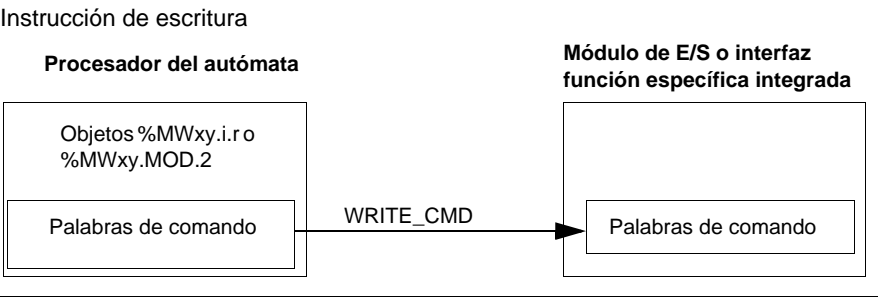 Instrucción de escritura
Procesador del autómata
Módulo de E/S o interfaz
función específica integrada
Objetos %MWxy.i.r o
%MWxy.MOD.2
Palabras de comando
WRITE_CMD
Palabras de comando